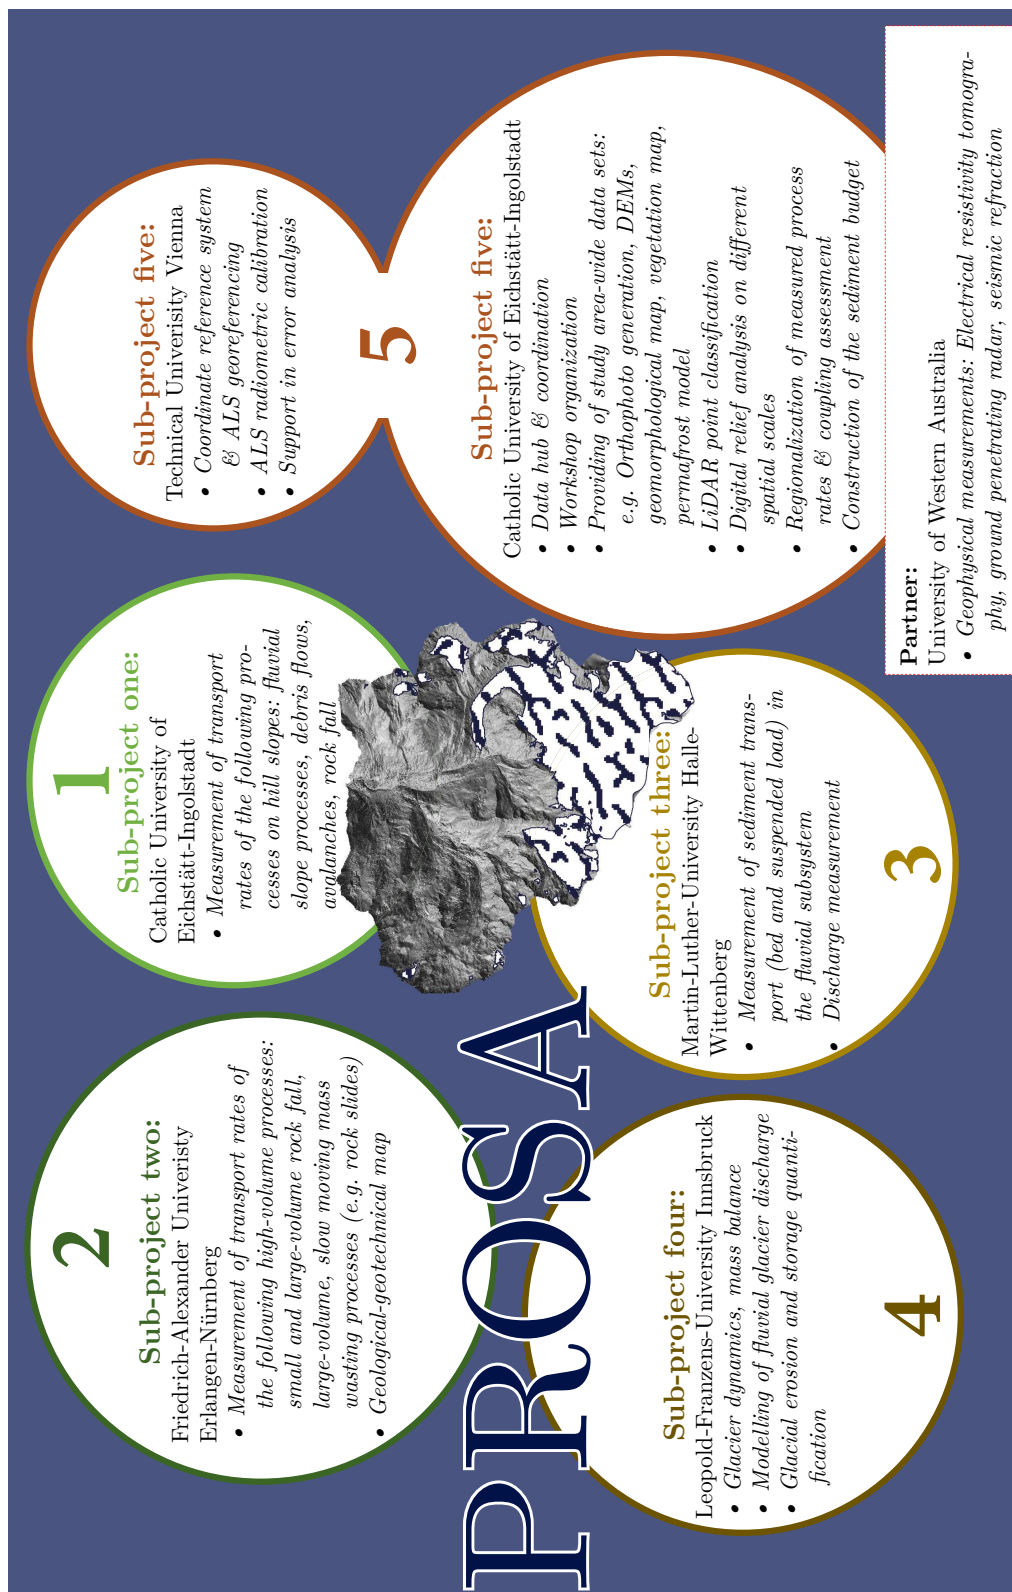 PROSA
2
Sub-project two:
Friedrich-Alexander Univeristy
Erlangen-Nürnberg
• Measurement of transport rates of
the following high-volume processes:
small and large-volume rock fall,
large-volume, slow moving mass
wasting processes (e.g. rock slides)
• Geological-geotechnical map
1
Sub-project one:
Catholic University of
Eichstätt-Ingolstadt
• Measurement of transport
rates of the following pro-
cesses on hill slopes: fluvial
slope processes, debris flows,
avalanches, rock fall
Sub-project five:
Technical Univerisity Vienna
• Coordinate reference system
& ALS georeferencing
• ALS radiometric calibration
• Support in error analysis
5
Sub-project five:
Catholic University of Eichstätt-Ingolstadt
• Data hub & coordination
• Workshop organization
• Providing of study area-wide data sets:
e.g. Orthophoto generation, DEMs,
geomorphological map, vegetation map,
permafrost model
• LiDAR point classification
• Digital relief analysis on different
spatial scales
• Regionalization of measured process
rates & coupling assessment
• Construction of the sediment budget
Sub-project four:
Leopold-Franzens-University Innsbruck
• Glacier dynamics, mass balance
• Modelling of fluvial glacier discharge
• Glacial erosion and storage quanti-
fication
4
Sub-project three:
Martin-Luther-University Halle-
Wittenberg
• Measurement of sediment trans-
port (bed and suspended load) in
the fluvial subsystem
• Discharge measurement
3
Partner:
University of Western Australia
• Geophysical measurements: Electrical resistivity tomogra-
phy, ground penetrating radar, seismic refraction